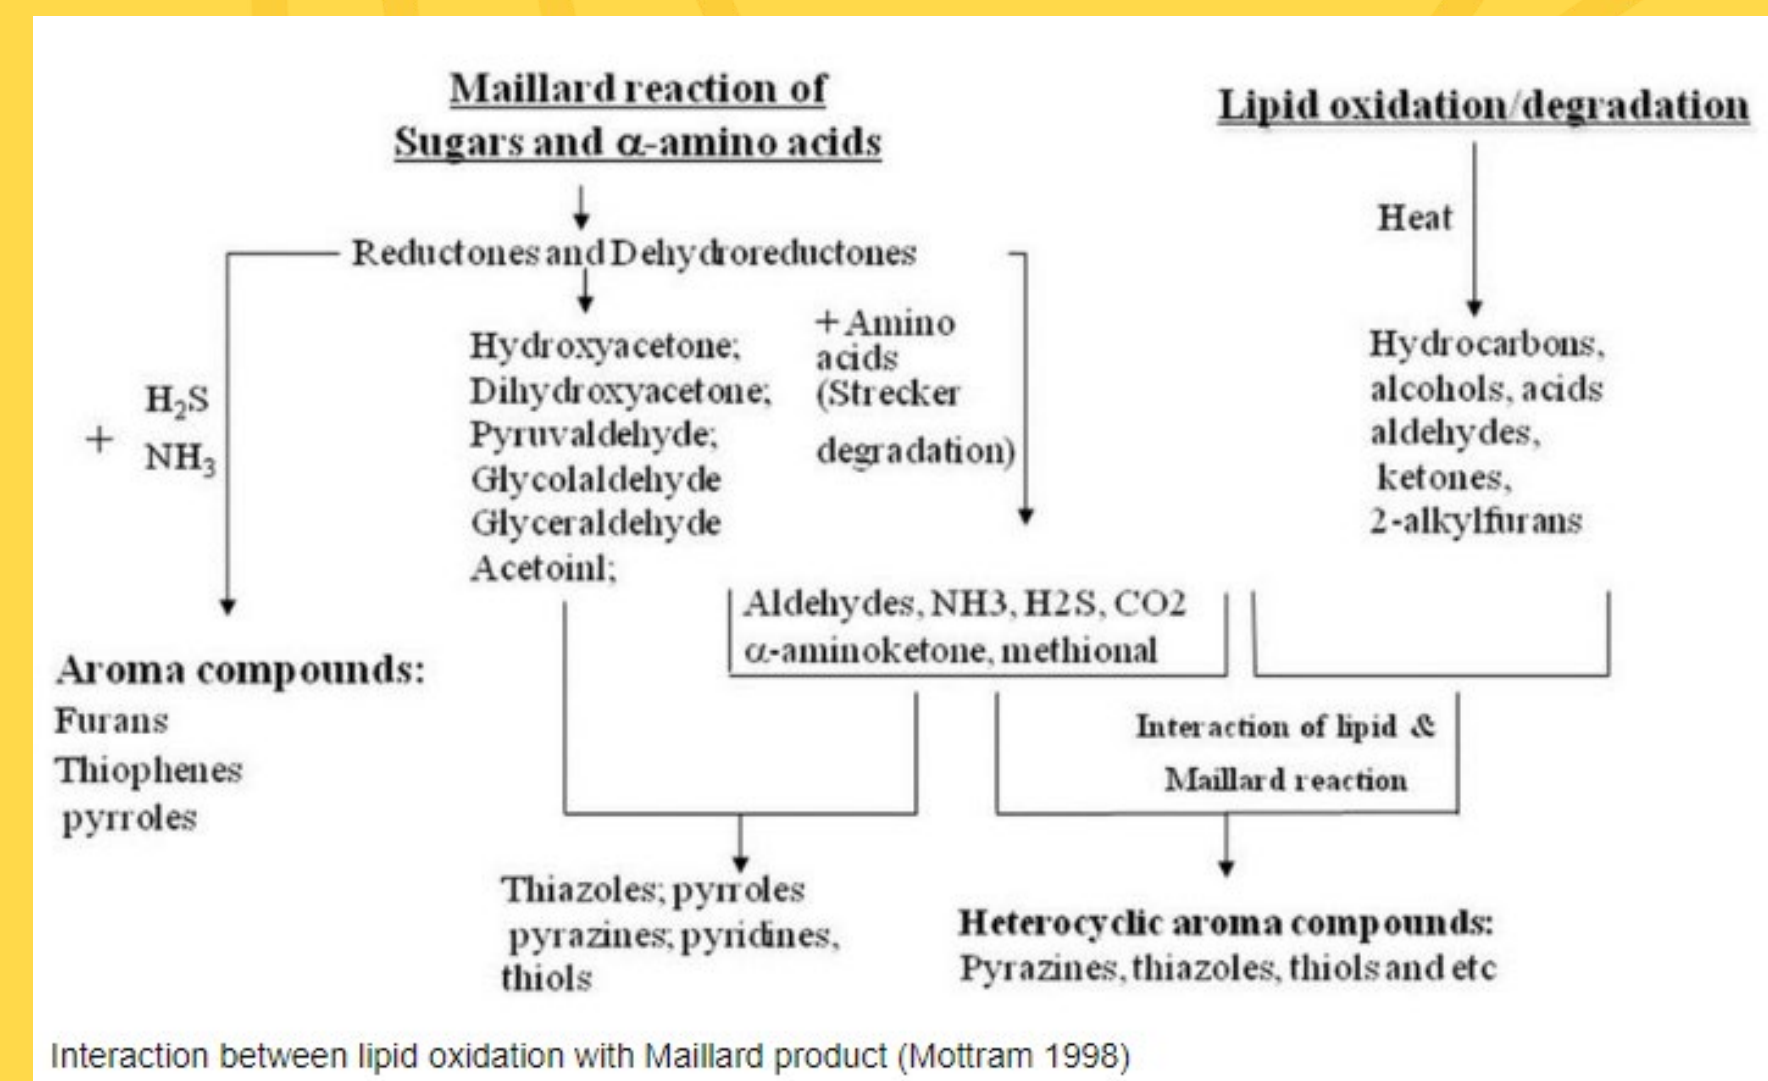 Maillard reaction of
Sugars and α-amino acids
Lipid oxidation/degradation
Heat
Reductones and Dehydroreductones
+ H₂S
NH₃
Hydroxyacetone;
Dihydroxyacetone;
Pyruvaldehyde;
Glycolaldehyde
Glyceraldehyde
Acetoinl;
+ Amino
acids
(Strecker
degradation)
Hydrocarbons,
alcohols, acids
aldehydes,
ketones,
2-alkylfurans
Aldehydes, NH3, H2S, CO2
α-aminoketone, methional
Aroma compounds:
Furans
Thiophenes
pyrroles
Interaction of lipid &
Maillard reaction
Thiazoles; pyrroles
pyrazines; pyridines,
thiols
Heterocyclic aroma compounds:
Pyrazines, thiazoles, thiols and etc
Interaction between lipid oxidation with Maillard product (Mottram 1998)